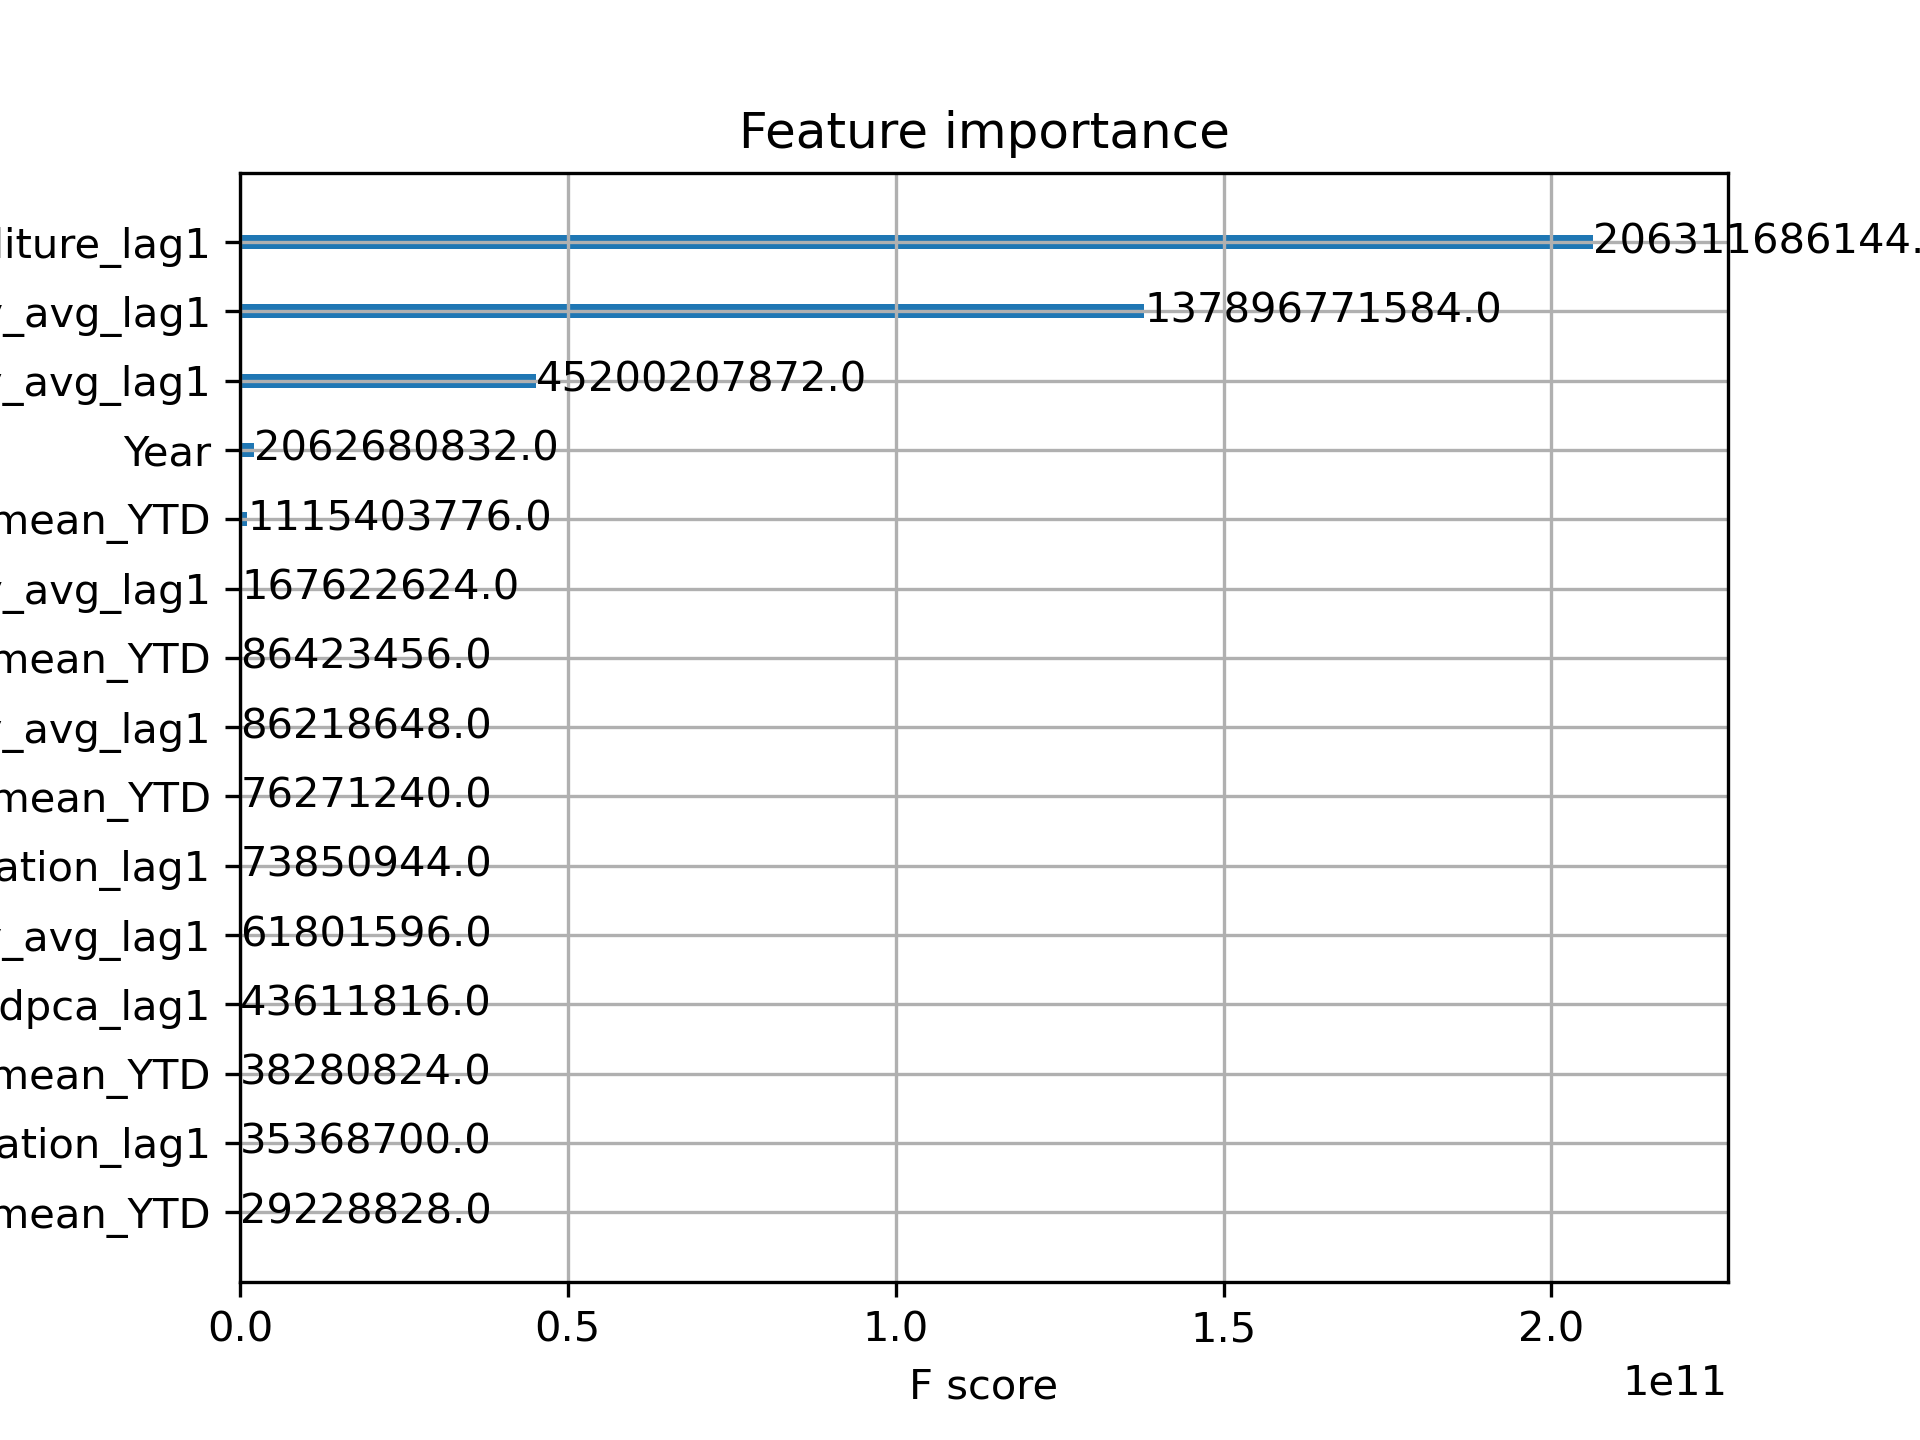 Feature importance
liture_lag1 206311686144.
_avg_lag1 137896771584.0
_avg_lag1 45200207872.0
Year 2062680832.0
mean_YTD 1115403776.0
_avg_lag1 167622624.0
mean_YTD 86423456.0
_avg_lag1 86218648.0
mean_YTD 76271240.0
ation_lag1 73850944.0
_avg_lag1 61801596.0
dpca_lag1 43611816.0
mean_YTD 38280824.0
ation_lag1 35368700.0
mean_YTD 29228828.0
0.0 0.5 1.0 1.5 2.0
1e11
F score